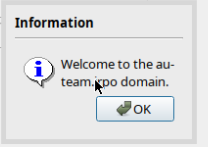 Information
Welcome to the au-
team.irpo domain.
OK